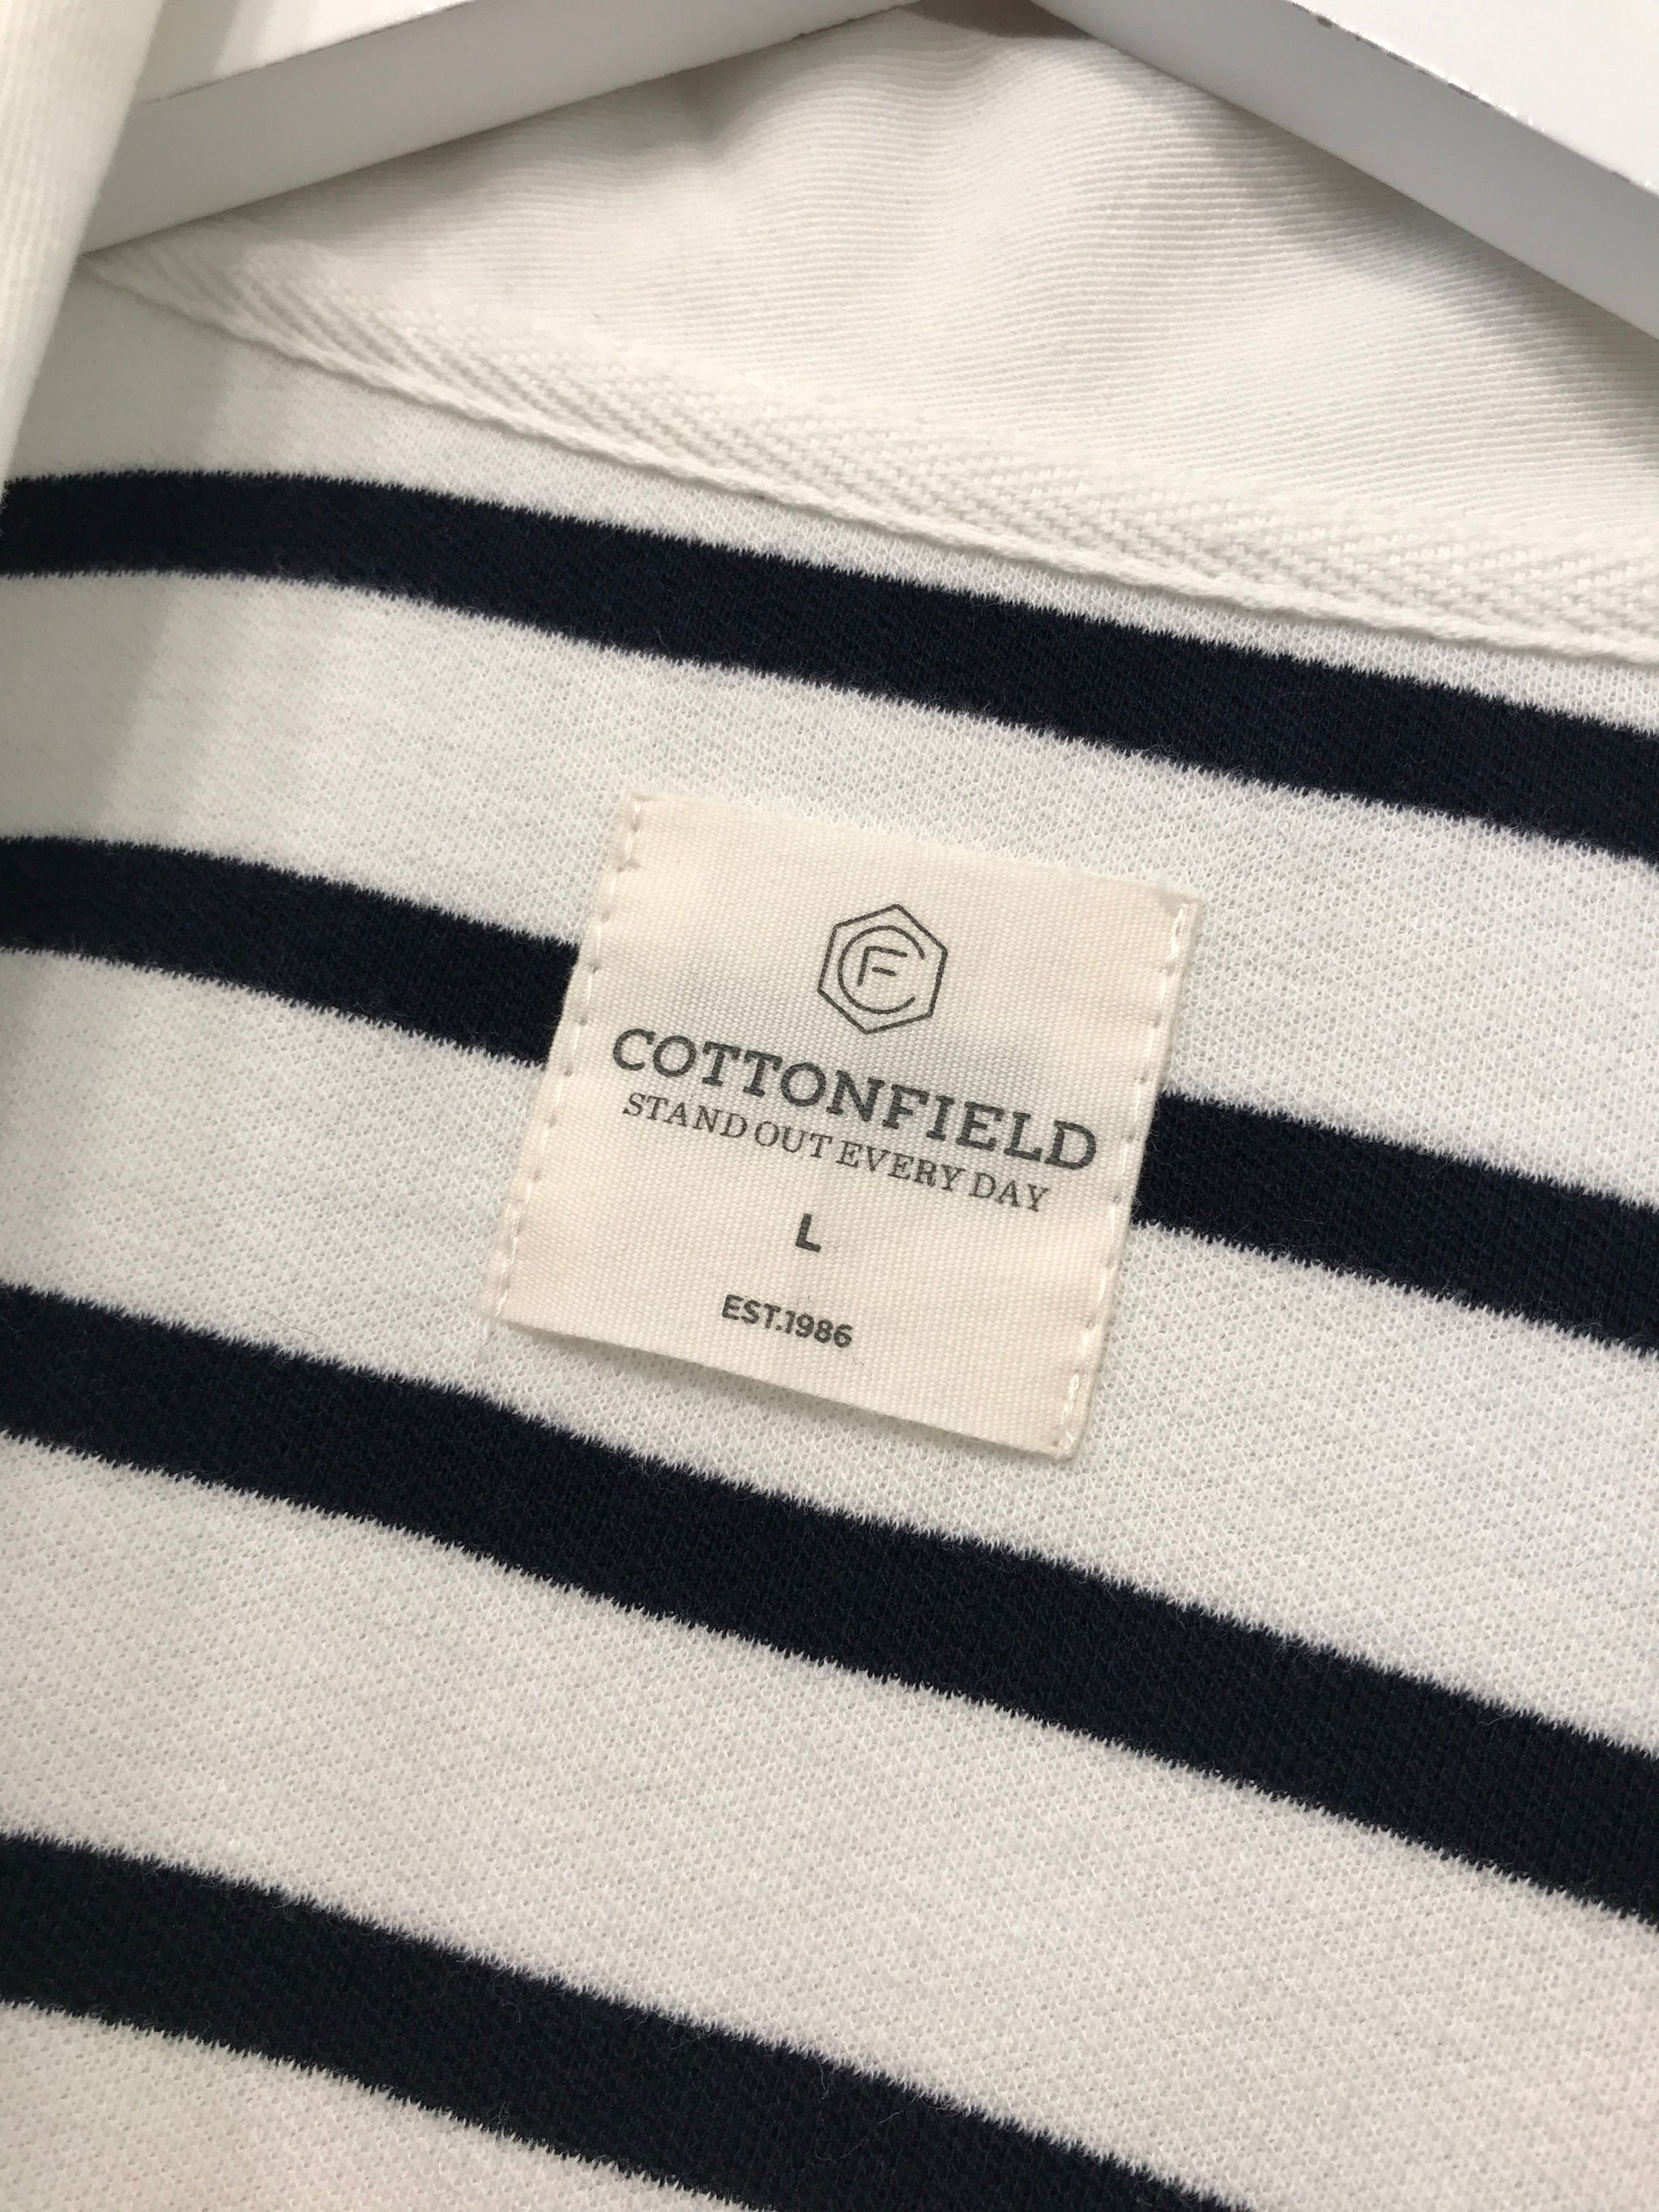 CF
COTTONFIELD
STAND OUT EVERY DAY
L
EST.1986